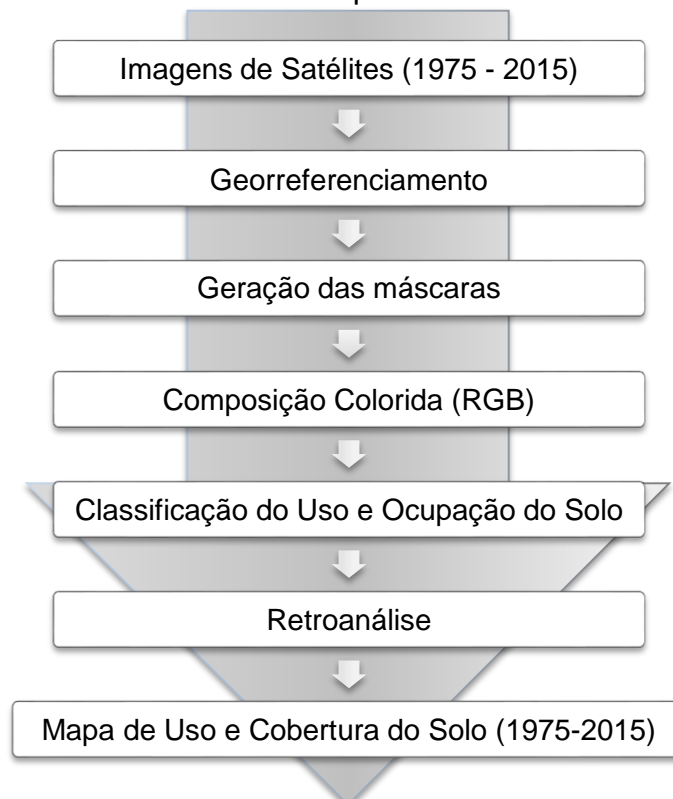 Imagens de Satélites (1975 - 2015)
Georreferenciamento
Geração das máscaras
Composição Colorida (RGB)
Classificação do Uso e Ocupação do Solo
Retroanálise
Mapa de Uso e Cobertura do Solo (1975-2015)